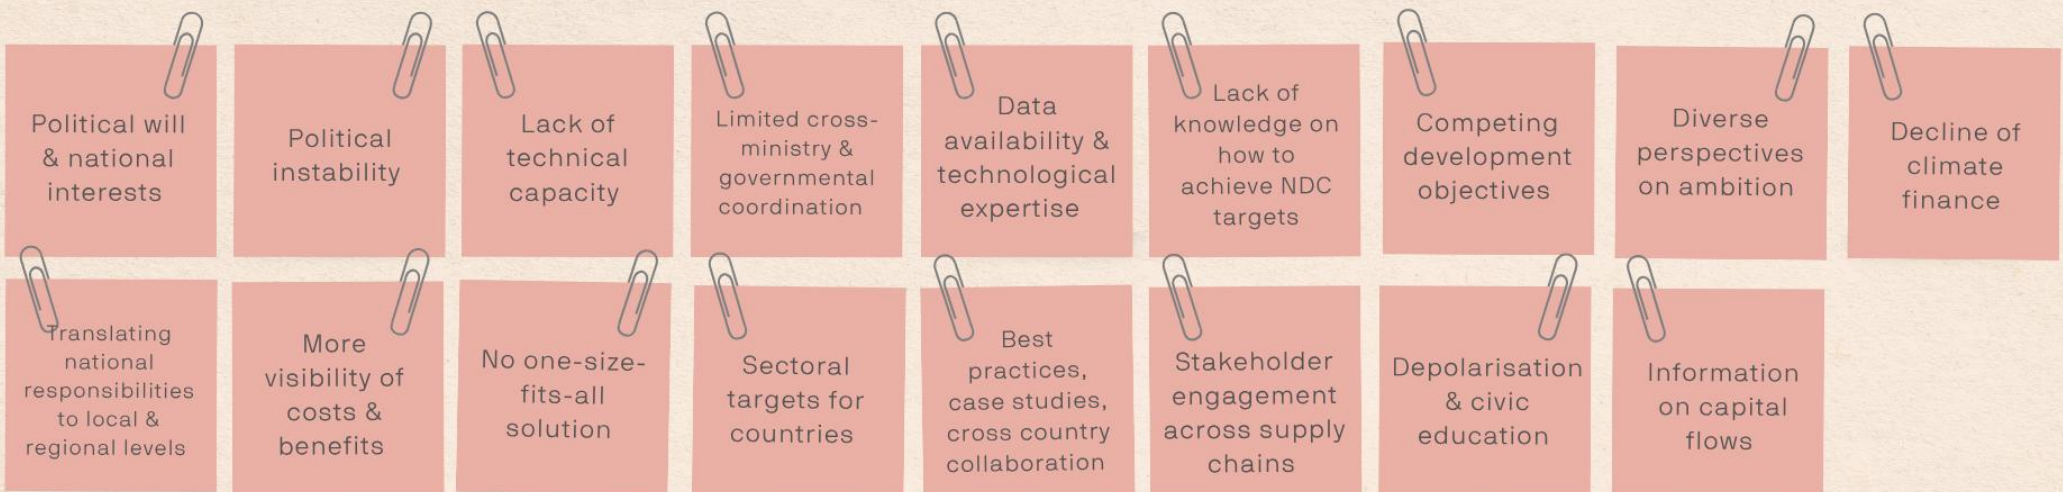 Political will
& national
interests
Political
instability
Lack of
technical
capacity
Limited cross-
ministry &
governmental
coordination
Data
availability &
technological
expertise
Lack of
knowledge on
how to
achieve NDC
targets
Competing
development
objectives
Diverse
perspectives
on ambition
Decline of
climate
finance
Translating
national
responsibilities
to local &
regional levels
More
visibility of
costs &
benefits
No one-size-
fits-all
solution
Sectoral
targets for
countries
Best
practices,
case studies,
cross country
collaboration
Stakeholder
engagement
across supply
chains
Depolarisation
& civic
education
Information
on capital
flows